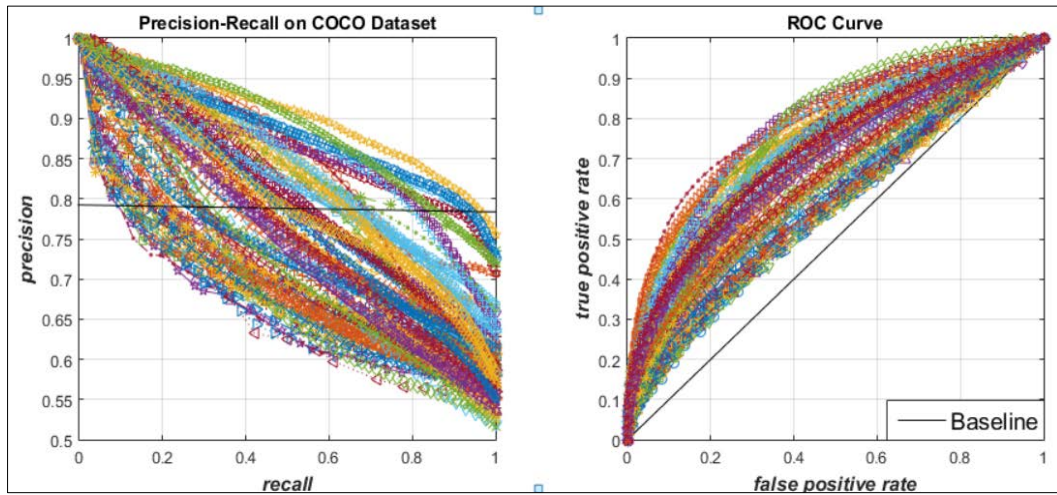 Precision-Recall on COCO Dataset
1
0.95
0.9
0.85
0.8
0.75
0.7
0.65
0.6
0.55
0.5
precision
0 0.2 0.4 0.6 0.8 1
recall
ROC Curve
1
0.9
0.8
0.7
0.6
0.5
0.4
0.3
0.2
0.1
0
true positive rate
Baseline
0 0.2 0.4 0.6 0.8 1
false positive rate